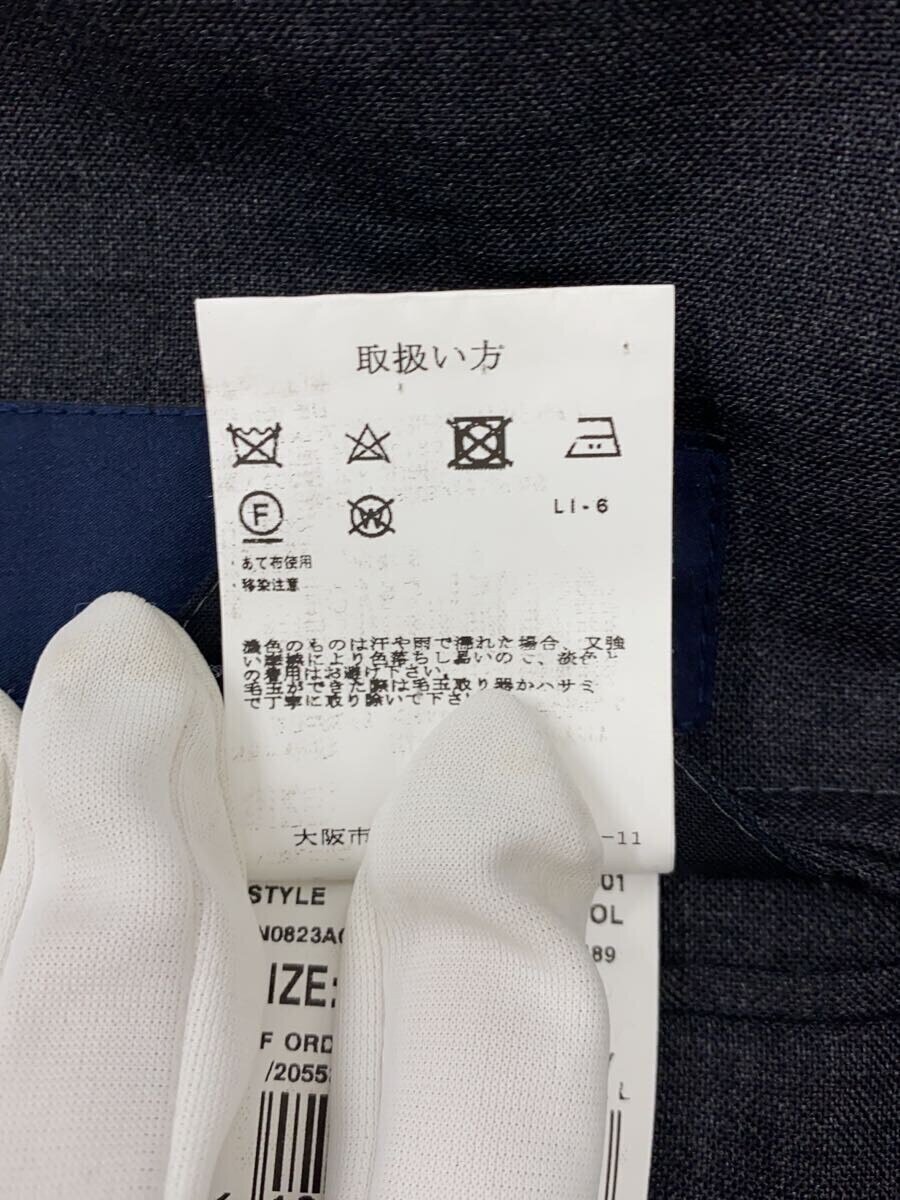 取扱い方
F
W
LI-6
あて布使用
移染注意
濃色のものは汗や雨で濡れた場合、又強
い摩擦により色落ちし易いので、淡色と
の着用はお避け下さい。
毛玉ができた際は毛玉取り器かハサミ
で丁寧に取り除いて下さ
大阪市
-11
STYLE
01
OL
N0823A
89
IZE:
F ORD
/2055
L